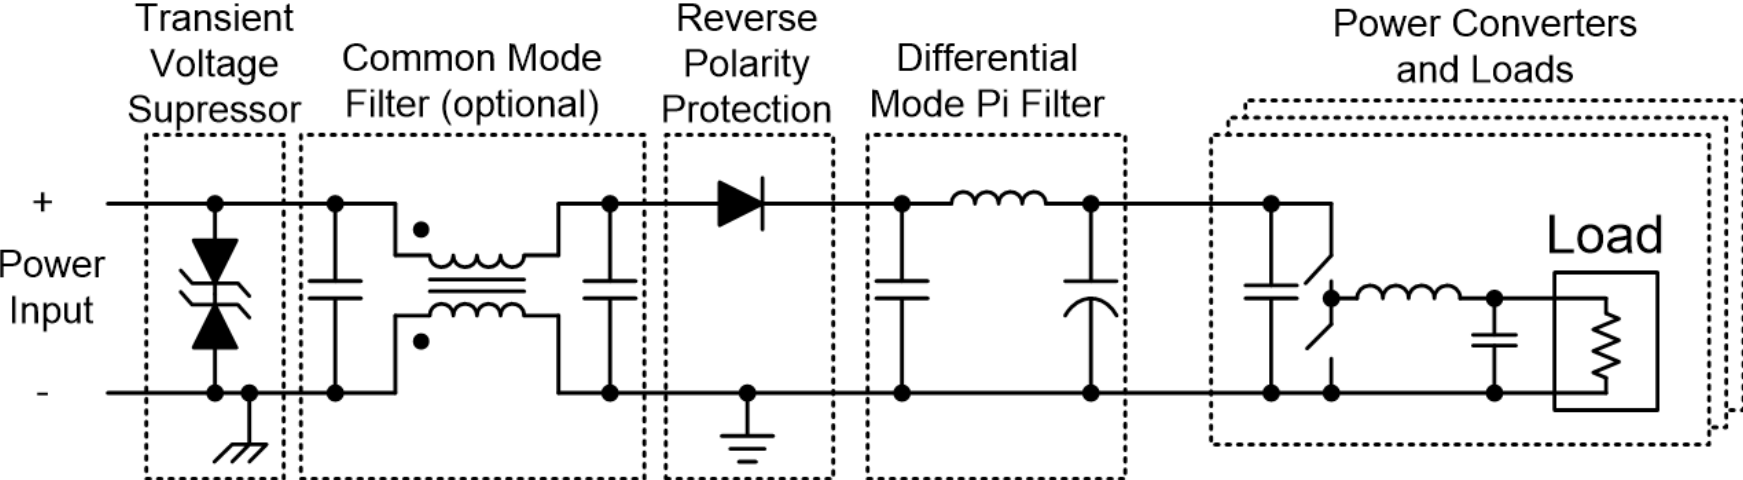 Transient
Voltage
Supressor
Common Mode
Filter (optional)
Reverse
Polarity
Protection
Differential
Mode Pi Filter
Power Converters
and Loads
+
Power
Input
-
Load